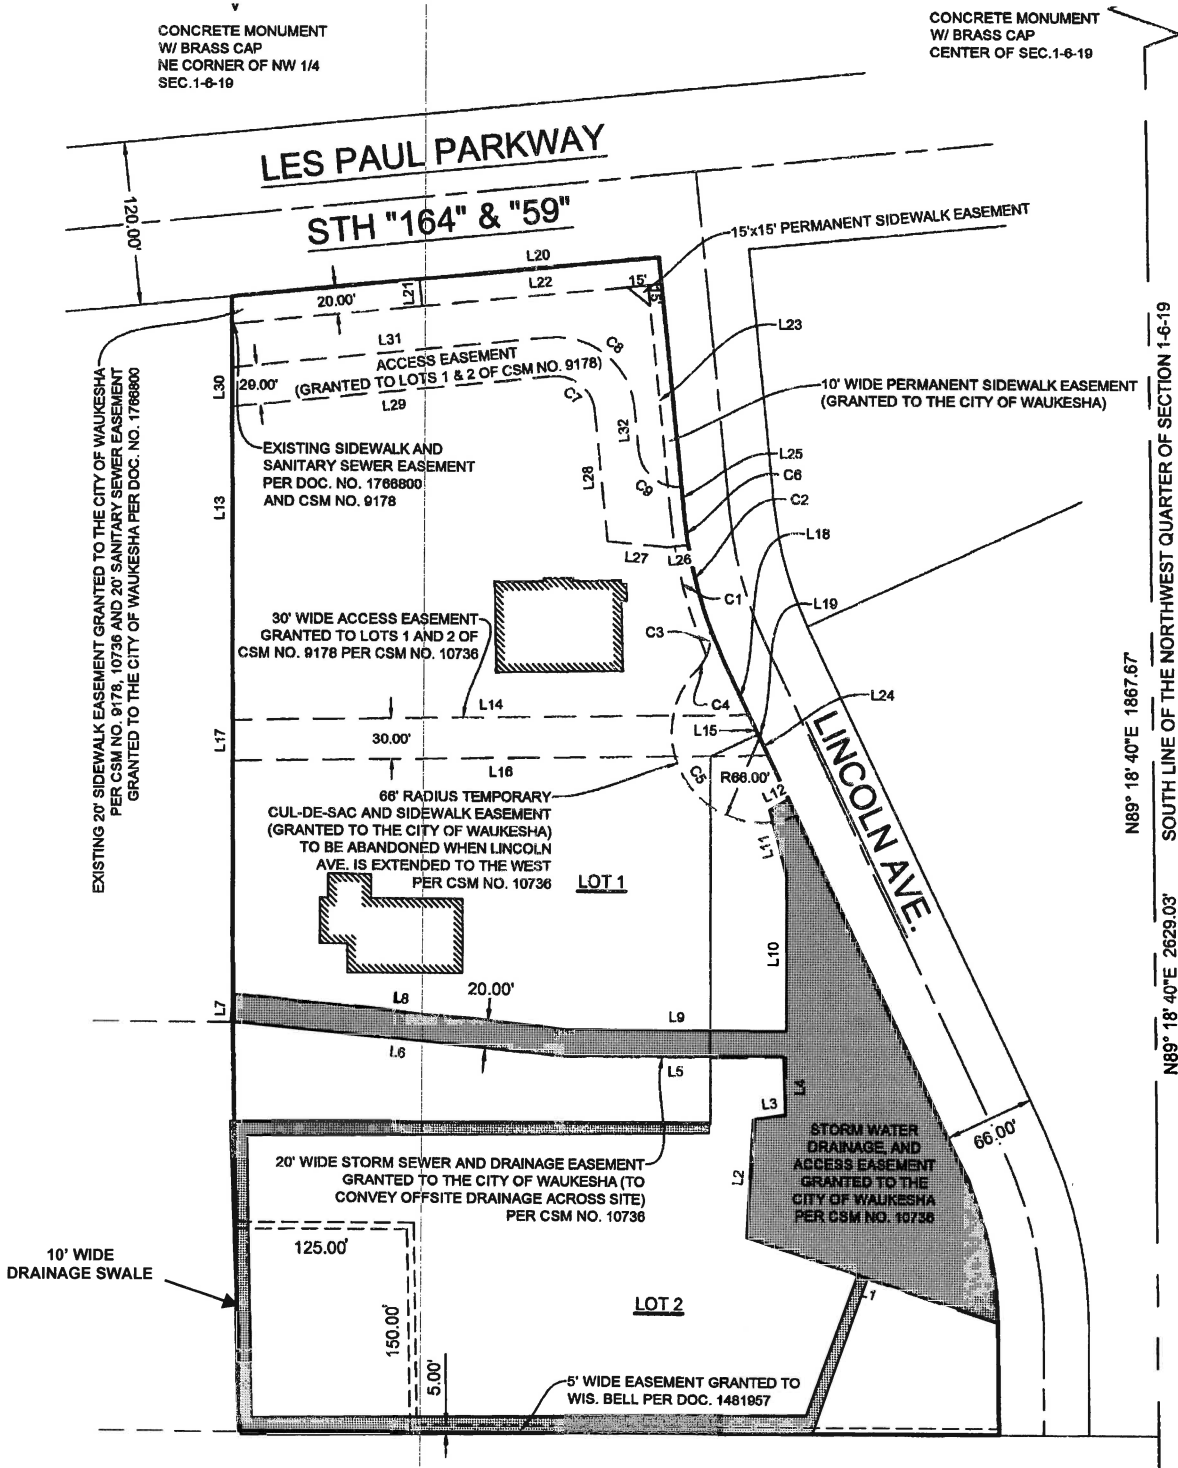 CONCRETE MONUMENT
W/ BRASS CAP
NE CORNER OF NW 1/4
SEC.1-6-19
CONCRETE MONUMENT
W/ BRASS CAP
CENTER OF SEC.1-6-19
LES PAUL PARKWAY
STH "164" & "59"
120.00'
15'x15' PERMANENT SIDEWALK EASEMENT
L20
L22
L21
20.00'
15'
15'
L23
L31
C8
ACCESS EASEMENT
(GRANTED TO LOTS 1 & 2 OF CSM NO. 9178)
L30
29.00'
L29
C7
10' WIDE PERMANENT SIDEWALK EASEMENT
(GRANTED TO THE CITY OF WAUKESHA)
L32
EXISTING SIDEWALK AND
SANITARY SEWER EASEMENT
PER DOC. NO. 1766800
AND CSM NO. 9178
L28
C9
L25
C6
C2
L18
L13
L27
L26
C1
L19
EXISTING 20' SIDEWALK EASEMENT GRANTED TO THE CITY OF WAUKESHA
PER CSM NO. 9178, 10736 AND 20' SANITARY SEWER EASEMENT
GRANTED TO THE CITY OF WAUKESHA PER DOC. NO. 1766800
30' WIDE ACCESS EASEMENT
GRANTED TO LOTS 1 AND 2 OF
CSM NO. 9178 PER CSM NO. 10736
C3
L24
L14
C4
L15
L17
30.00'
L16
C5
R66.00'
L12
L11
LINCOLN AVE.
66' RADIUS TEMPORARY
CUL-DE-SAC AND SIDEWALK EASEMENT
(GRANTED TO THE CITY OF WAUKESHA)
TO BE ABANDONED WHEN LINCOLN
AVE. IS EXTENDED TO THE WEST
PER CSM NO. 10736
LOT 1
L10
L7
L8
20.00'
L9
L6
L5
L4
L3
L2
STORM WATER
DRAINAGE, AND
ACCESS EASEMENT
GRANTED TO THE
CITY OF WAUKESHA
PER CSM NO. 10736
66.00'
20' WIDE STORM SEWER AND DRAINAGE EASEMENT
GRANTED TO THE CITY OF WAUKESHA (TO
CONVEY OFFSITE DRAINAGE ACROSS SITE)
PER CSM NO. 10736
10' WIDE
DRAINAGE SWALE
125.00'
150.00'
LOT 2
L1
5.00'
5' WIDE EASEMENT GRANTED TO
WIS. BELL PER DOC. 1481957
N89° 18' 40"E 1867.67'
SOUTH LINE OF THE NORTHWEST QUARTER OF SECTION 1-6-19
N89° 18' 40"E 2629.03'